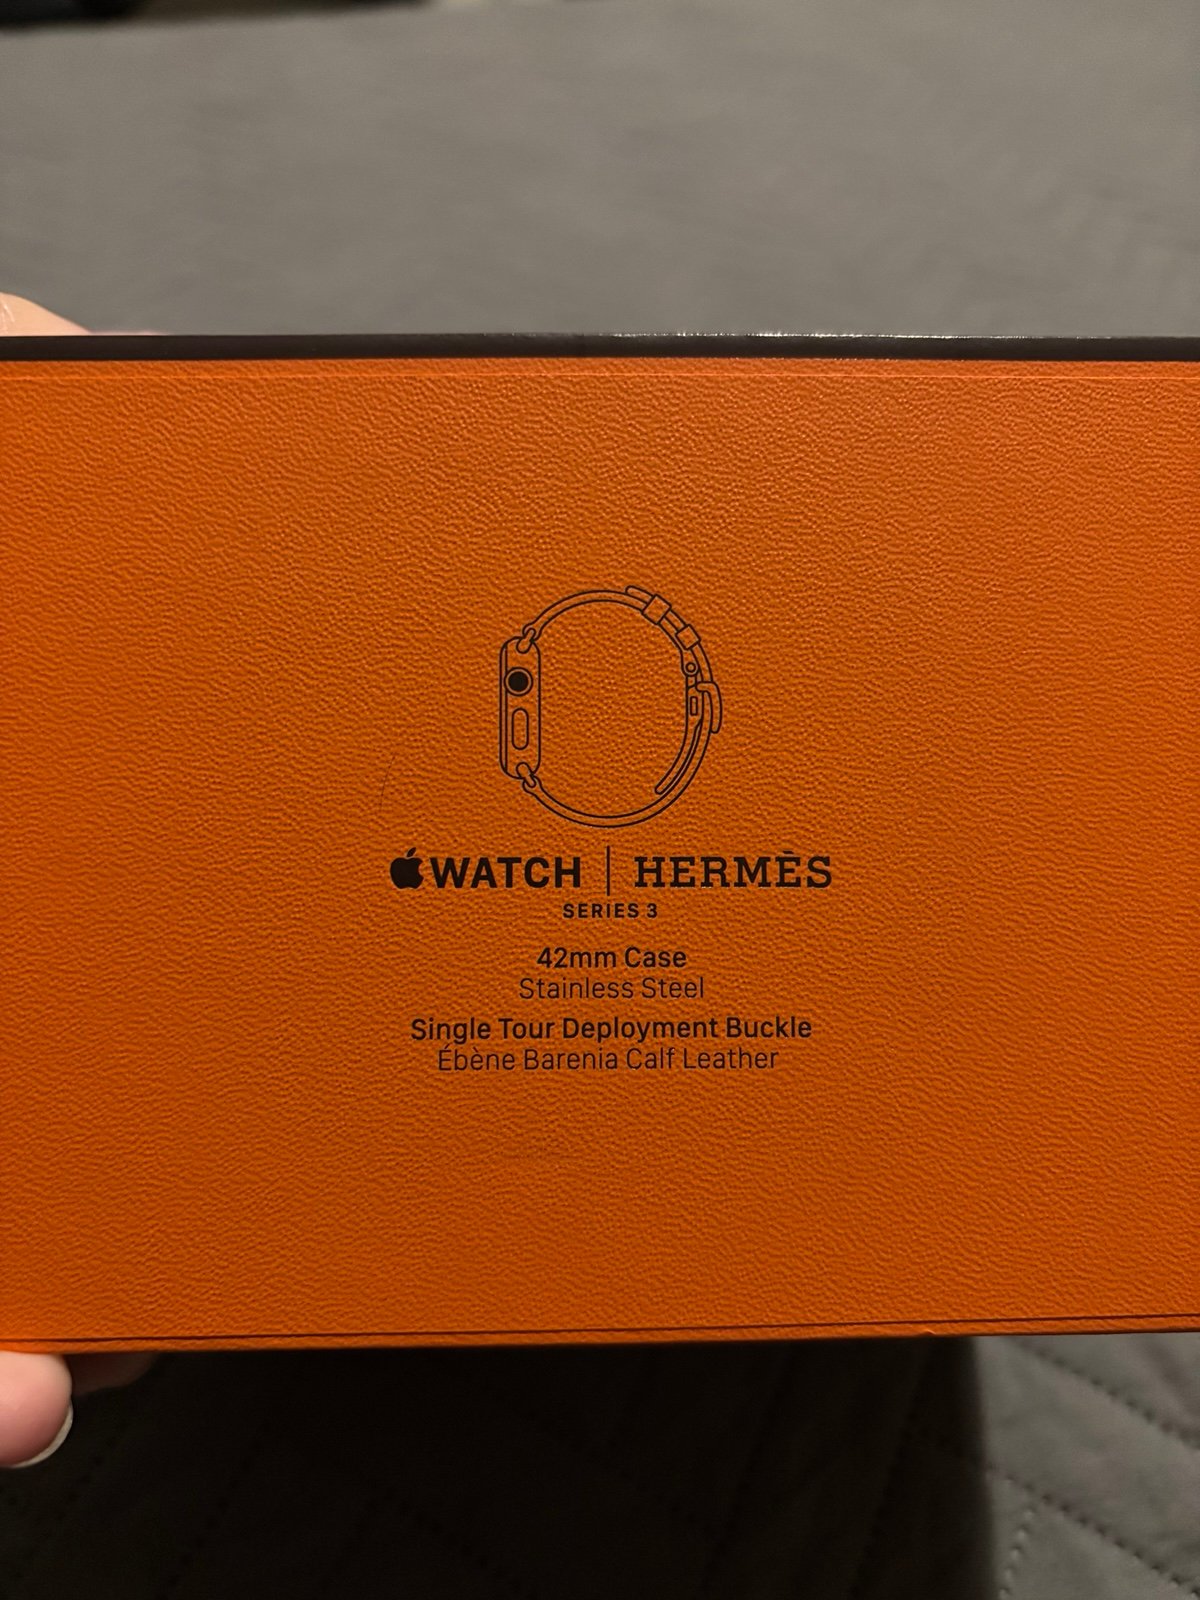 WATCH | HERMÈS
SERIES 3
42mm Case
Stainless Steel
Single Tour Deployment Buckle
Ébène Barenia Calf Leather